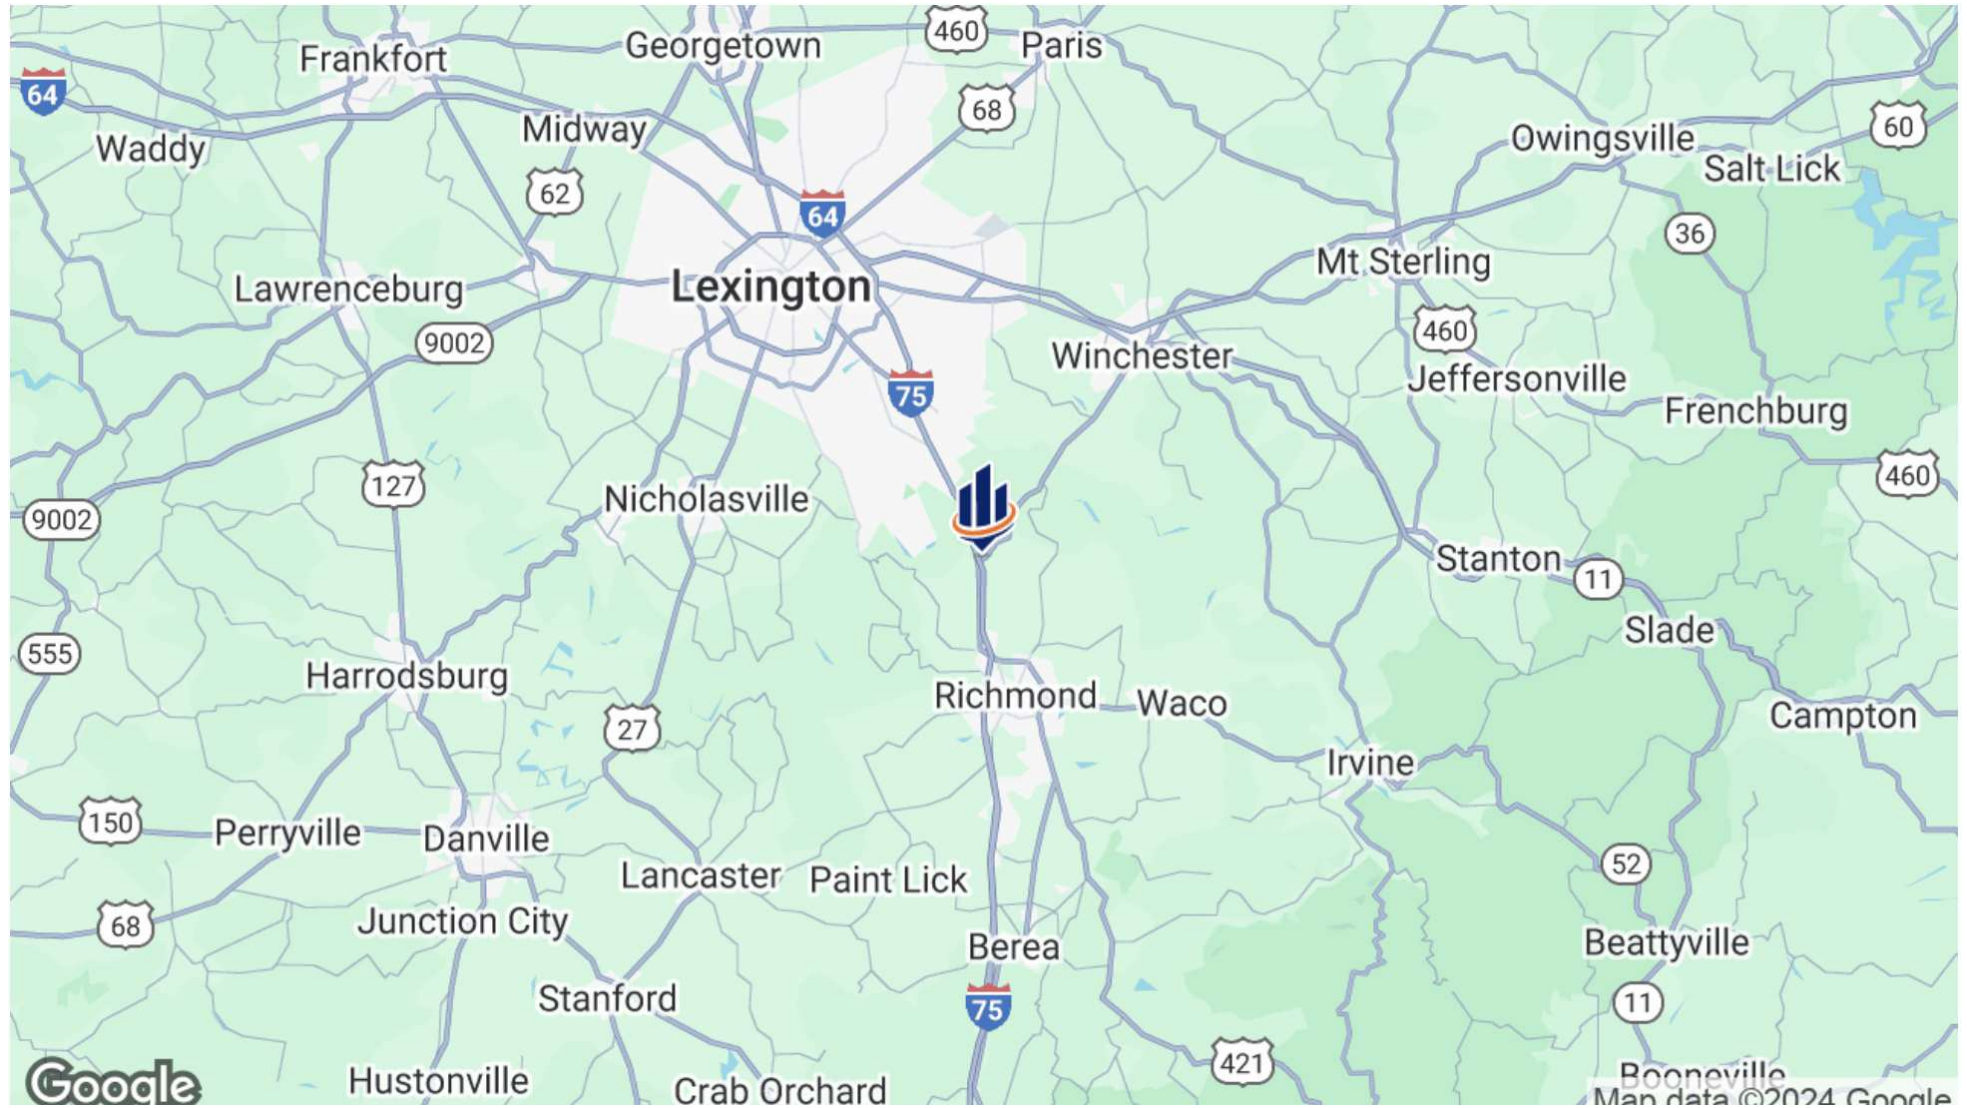 Frankfort
Georgetown
460
Paris
64
68
Waddy
Midway
60
Owingsville
Salt Lick
62
64
36
Mt Sterling
Lawrenceburg
Lexington
9002
460
Winchester
Jeffersonville
75
Frenchburg
127
460
Nicholasville
9002
Stanton
11
555
Slade
Harrodsburg
Richmond
Waco
Campton
27
Irvine
150
Perryville
Danville
52
Lancaster
Paint Lick
68
Junction City
Berea
Beattyville
Stanford
75
11
421
Google
Hustonville
Crab Orchard
Booneville
Map data ©2024 Google